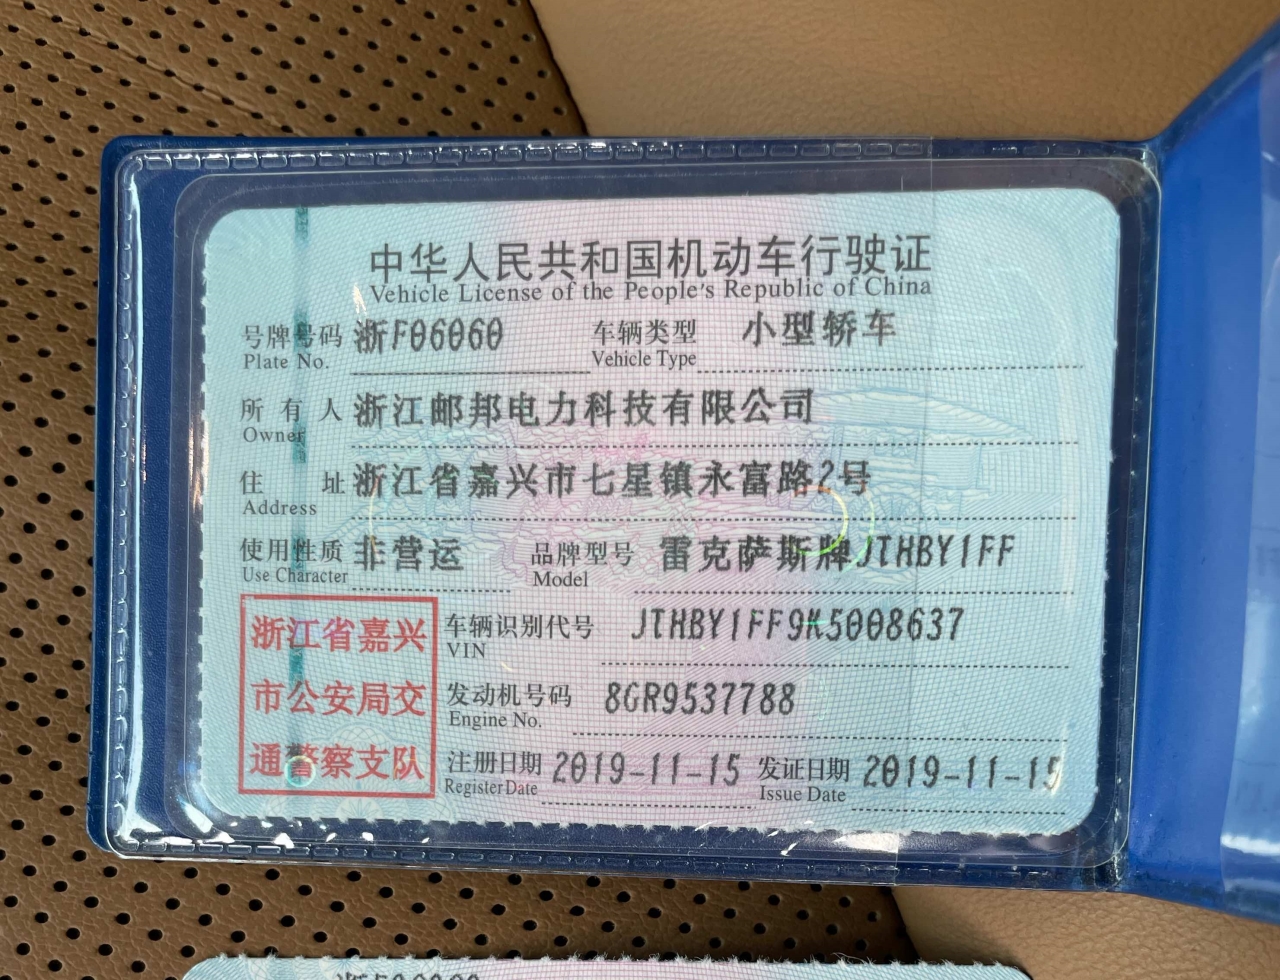 中华人民共和国机动车行驶证
Vehicle License of the People's Republic of China
号牌号码 浙F06060 车辆类型 小型轿车
Plate No. Vehicle Type
所有人 浙江邮邦电力科技有限公司
Owner
住址 浙江省嘉兴市七星镇永富路2号
Address
使用性质 非营运 品牌型号 雷克萨斯牌JTHBY1FF
Use Character Model
浙江省嘉兴
市公安局交
通警察支队
车辆识别代号 JTHBY1FF9K5008637
VIN
发动机号码 8GR9537788
Engine No.
注册日期 2019-11-15 发证日期 2019-11-15
Register Date Issue Date